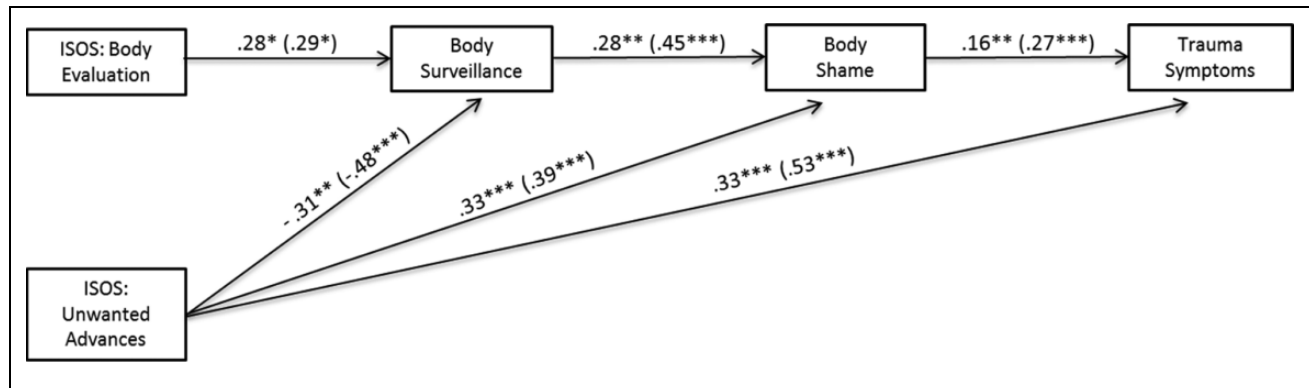 ISOS: Body
Evaluation
.28* (.29*)
Body
Surveillance
.28** (.45***)
Body
Shame
.16** (.27***)
Trauma
Symptoms
- .31** (-.48***)
.33*** (.39***)
.33*** (.53***)
ISOS:
Unwanted
Advances